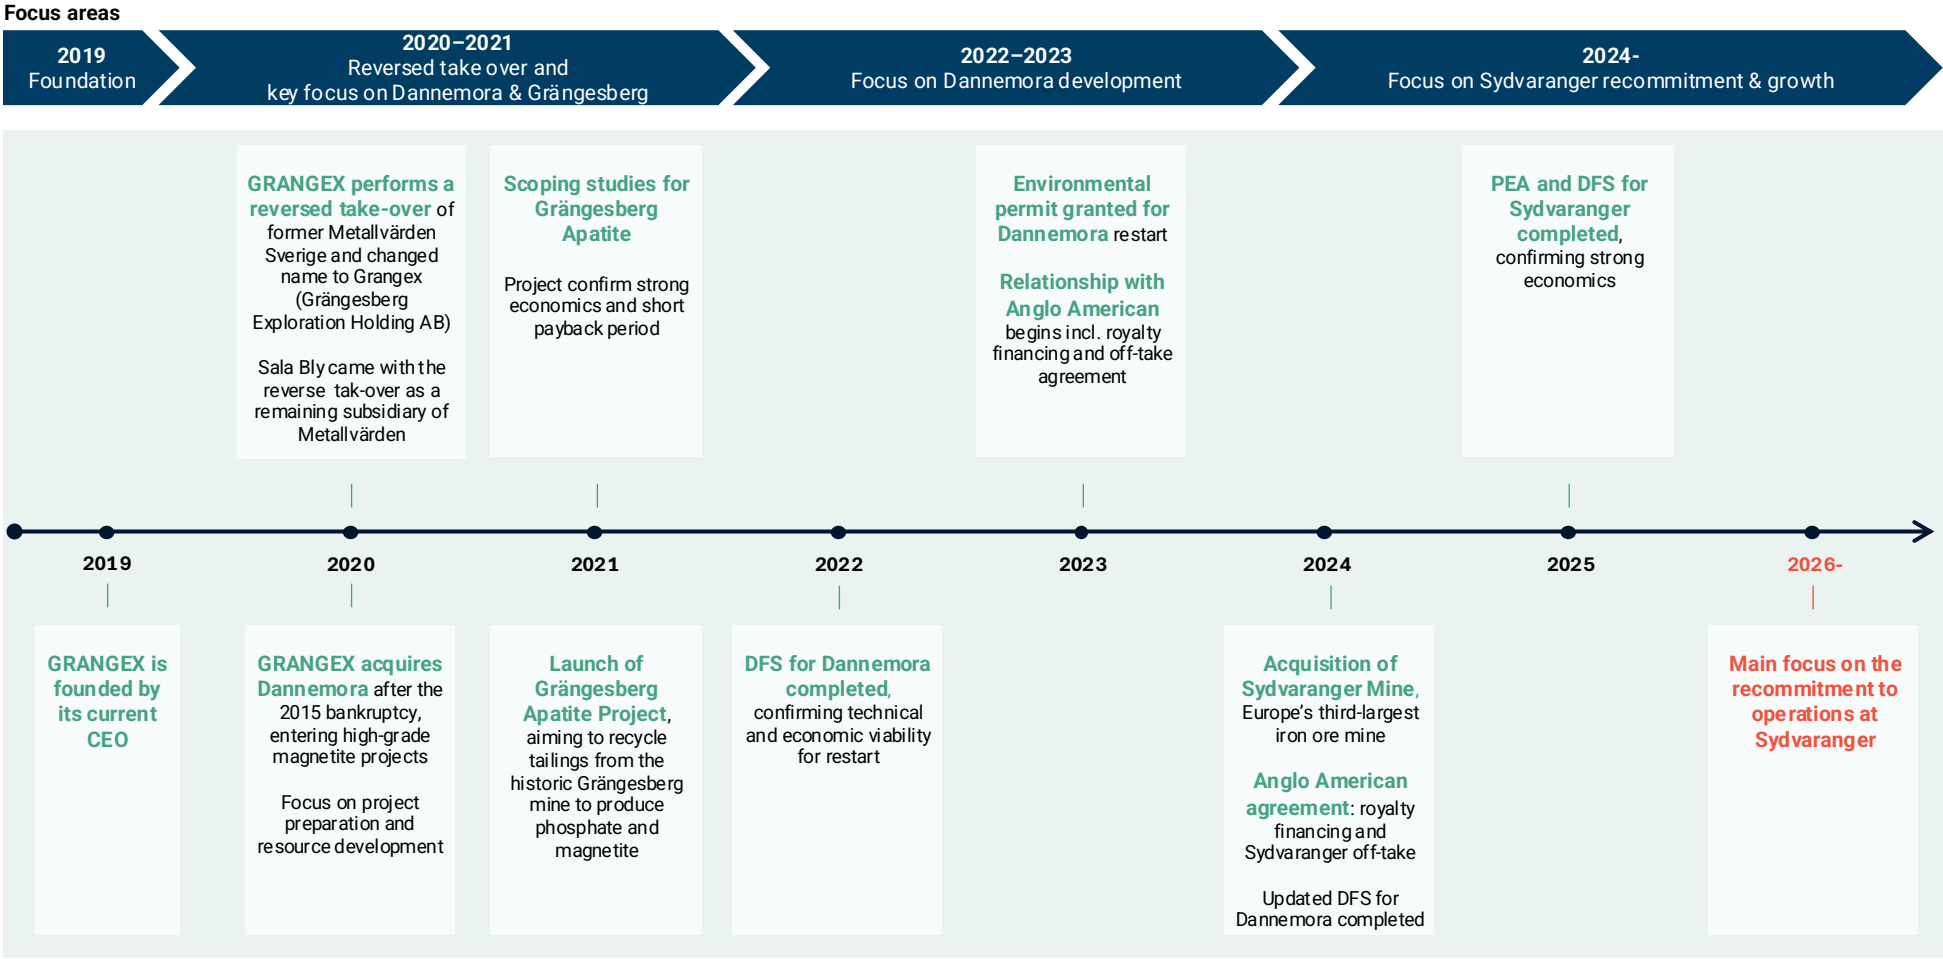 Focus areas
2019
Foundation
2020–2021
Reversed take over and
key focus on Dannemora & Grängesberg
2022–2023
Focus on Dannemora development
2024-
Focus on Sydvaranger recommitment & growth
GRANGEX performs a
reversed take-over of
former Metallvärden
Sverige and changed
name to Grangex
(Grängesberg
Exploration Holding AB)
Sala Bly came with the
reverse tak-over as a
remaining subsidiary of
Metallvärden
Scoping studies for
Grängesberg
Apatite
Project confirm strong
economics and short
payback period
Environmental
permit granted for
Dannemora restart
Relationship with
Anglo American
begins incl. royalty
financing and off-take
agreement
PEA and DFS for
Sydvaranger
completed,
confirming strong
economics
2019
2020
2021
2022
2023
2024
2025
2026-
GRANGEX is
founded by
its current
CEO
GRANGEX acquires
Dannemora after the
2015 bankruptcy,
entering high-grade
magnetite projects
Focus on project
preparation and
resource development
Launch of
Grängesberg
Apatite Project,
aiming to recycle
tailings from the
historic Grängesberg
mine to produce
phosphate and
magnetite
DFS for Dannemora
completed,
confirming technical
and economic viability
for restart
Acquisition of
Sydvaranger Mine,
Europe's third-largest
iron ore mine
Anglo American
agreement: royalty
financing and
Sydvaranger off-take
Updated DFS for
Dannemora completed
Main focus on the
recommitment to
operations at
Sydvaranger